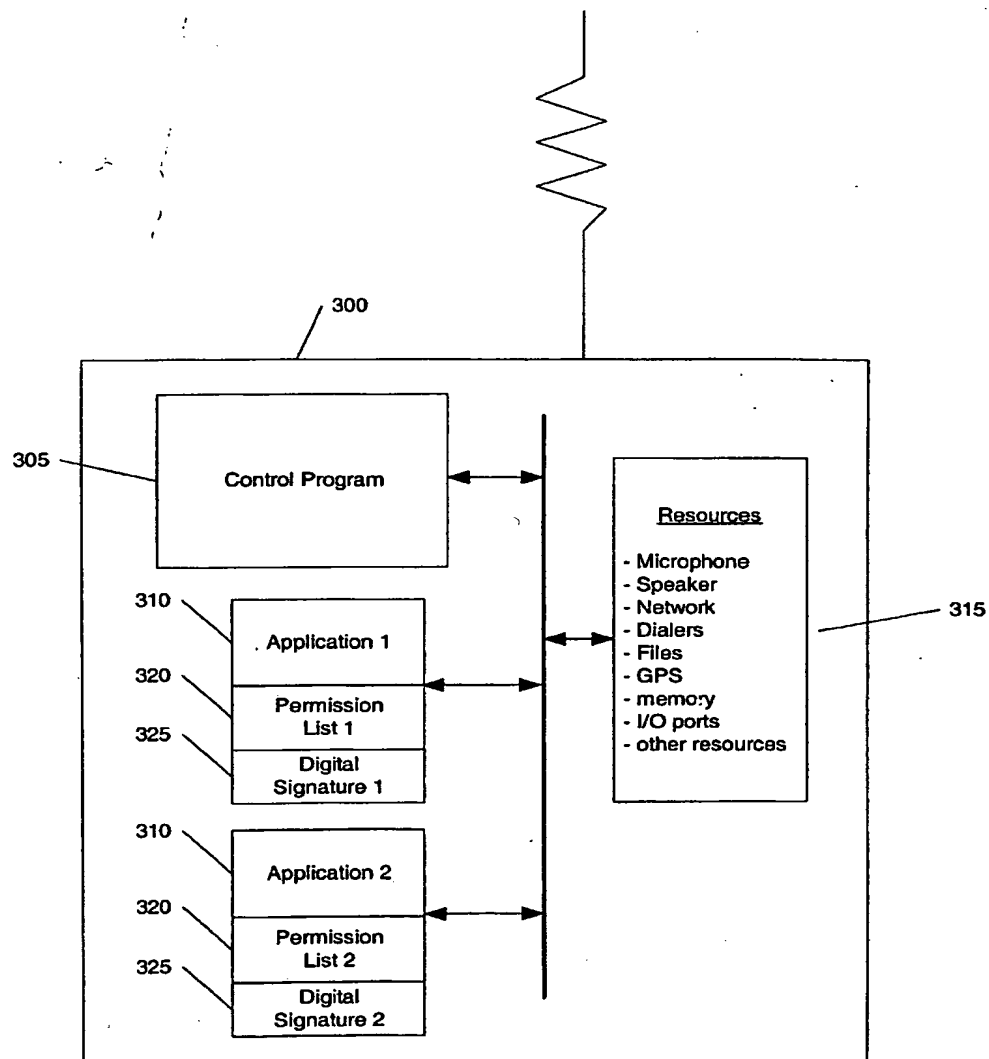 300
305
Control Program
Resources
- Microphone
- Speaker
- Network
- Dialers
- Files
- GPS
- memory
- I/O ports
- other resources
315
310
Application 1
320
Permission
List 1
325
Digital
Signature 1
310
Application 2
320
Permission
List 2
325
Digital
Signature 2